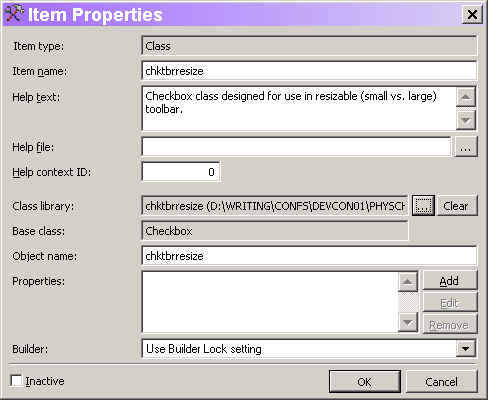 Item Properties
Item type: Class
Item name: chktbrresize
Help text: Checkbox class designed for use in resizable (small vs. large)
toolbar.
Help file: ...
Help context ID: 0
Class library: chktbrresize (D:\WRITING\CONFS\DEVCON01\PHYSCH ... Clear
Base class: Checkbox
Object name: chktbrresize
Properties: Add
Edit
Remove
Builder: Use Builder Lock setting
Inactive OK Cancel